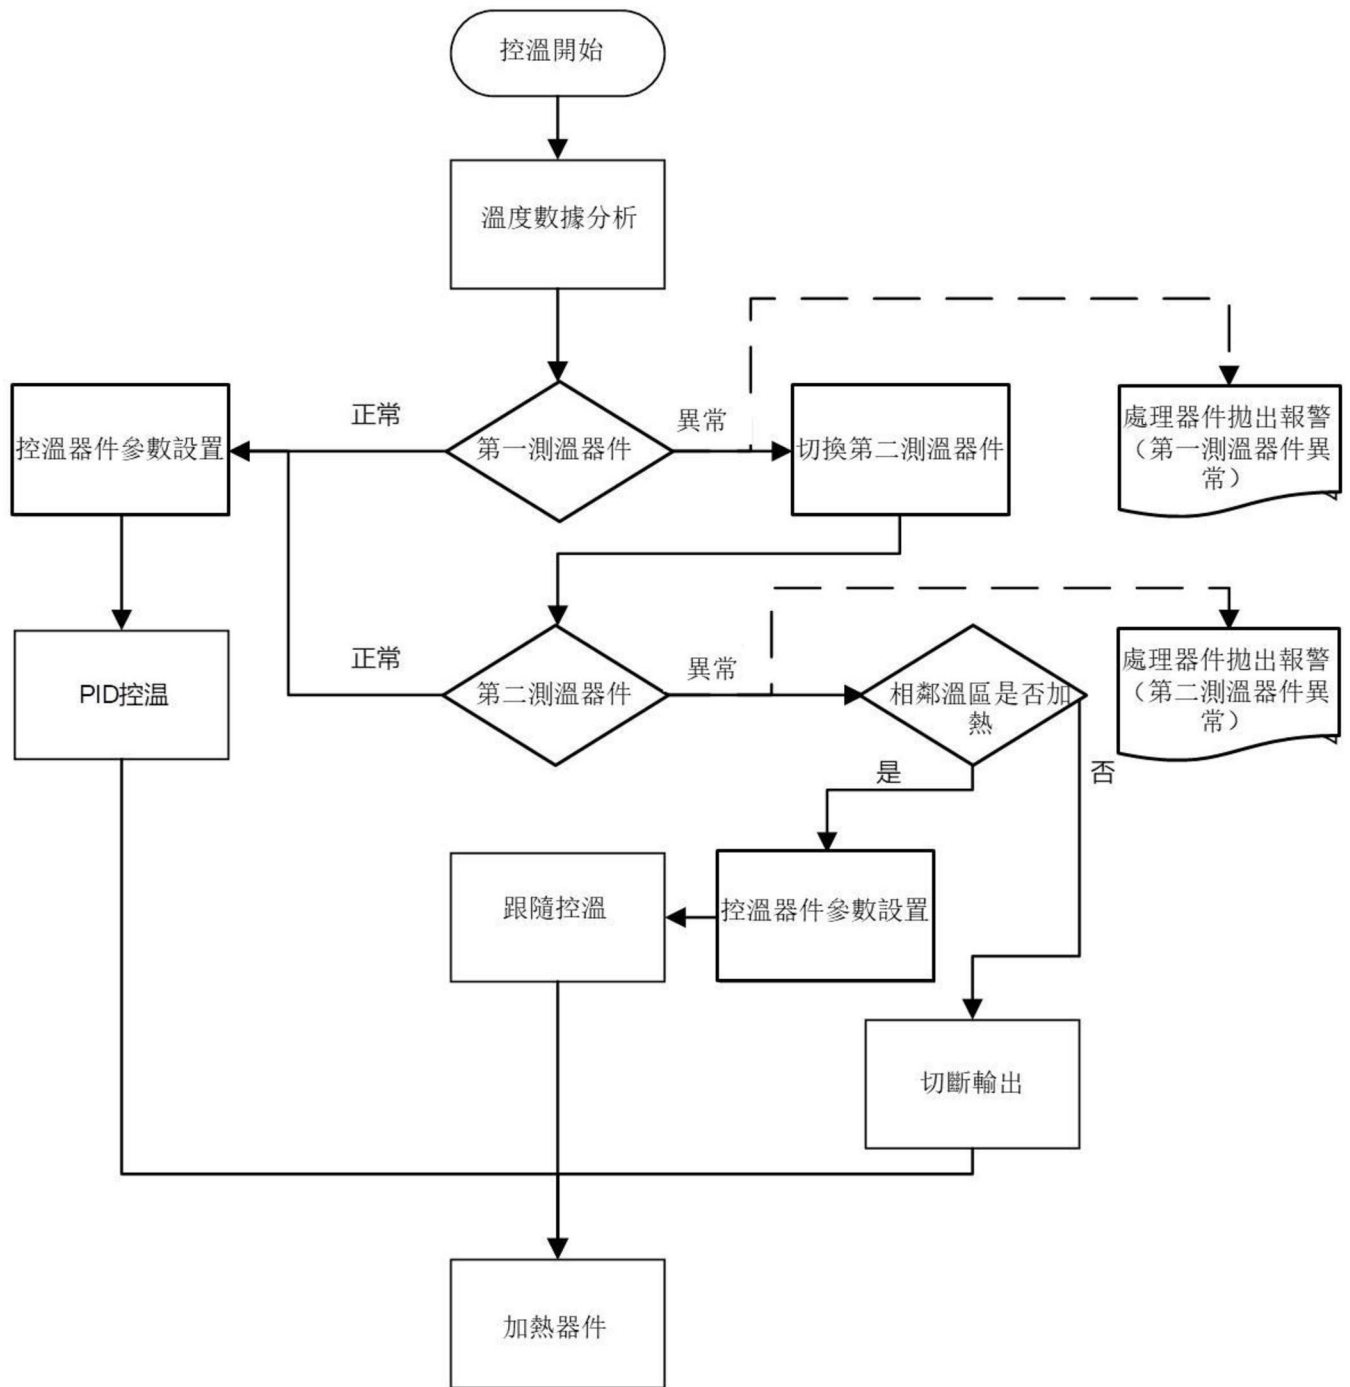 控溫開始
溫度數據分析
正常
第一測溫器件
異常
控溫器件參數設置
切換第二測溫器件
處理器件拋出報警
（第一測溫器件異
常）
PID控温
正常
第二測溫器件
異常
相鄰溫區是否加
熱
處理器件拋出報警
（第二測溫器件異
常）
是
否
跟隨控溫
控溫器件參數設置
切斷輸出
加熱器件